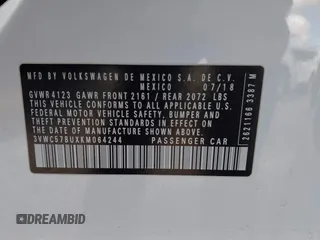 MFD. BY VOLKSWAGEN DE MEXICO S.A. DE C.V.
MEXICO 07/18
GVWR 4123 GAWR FRONT 2161 / REAR 2072 LBS
THIS VEHICLE CONFORMS TO ALL APPLICABLE U.S.
FEDERAL MOTOR VEHICLE SAFETY, BUMPER AND
THEFT PREVENTION STANDARDS IN EFFECT ON THE
DATE OF MANUFACTURE SHOWN ABOVE.
3VWC57BUXKM064244 PASSENGER CAR
2621168 3387 M
DREAMBID